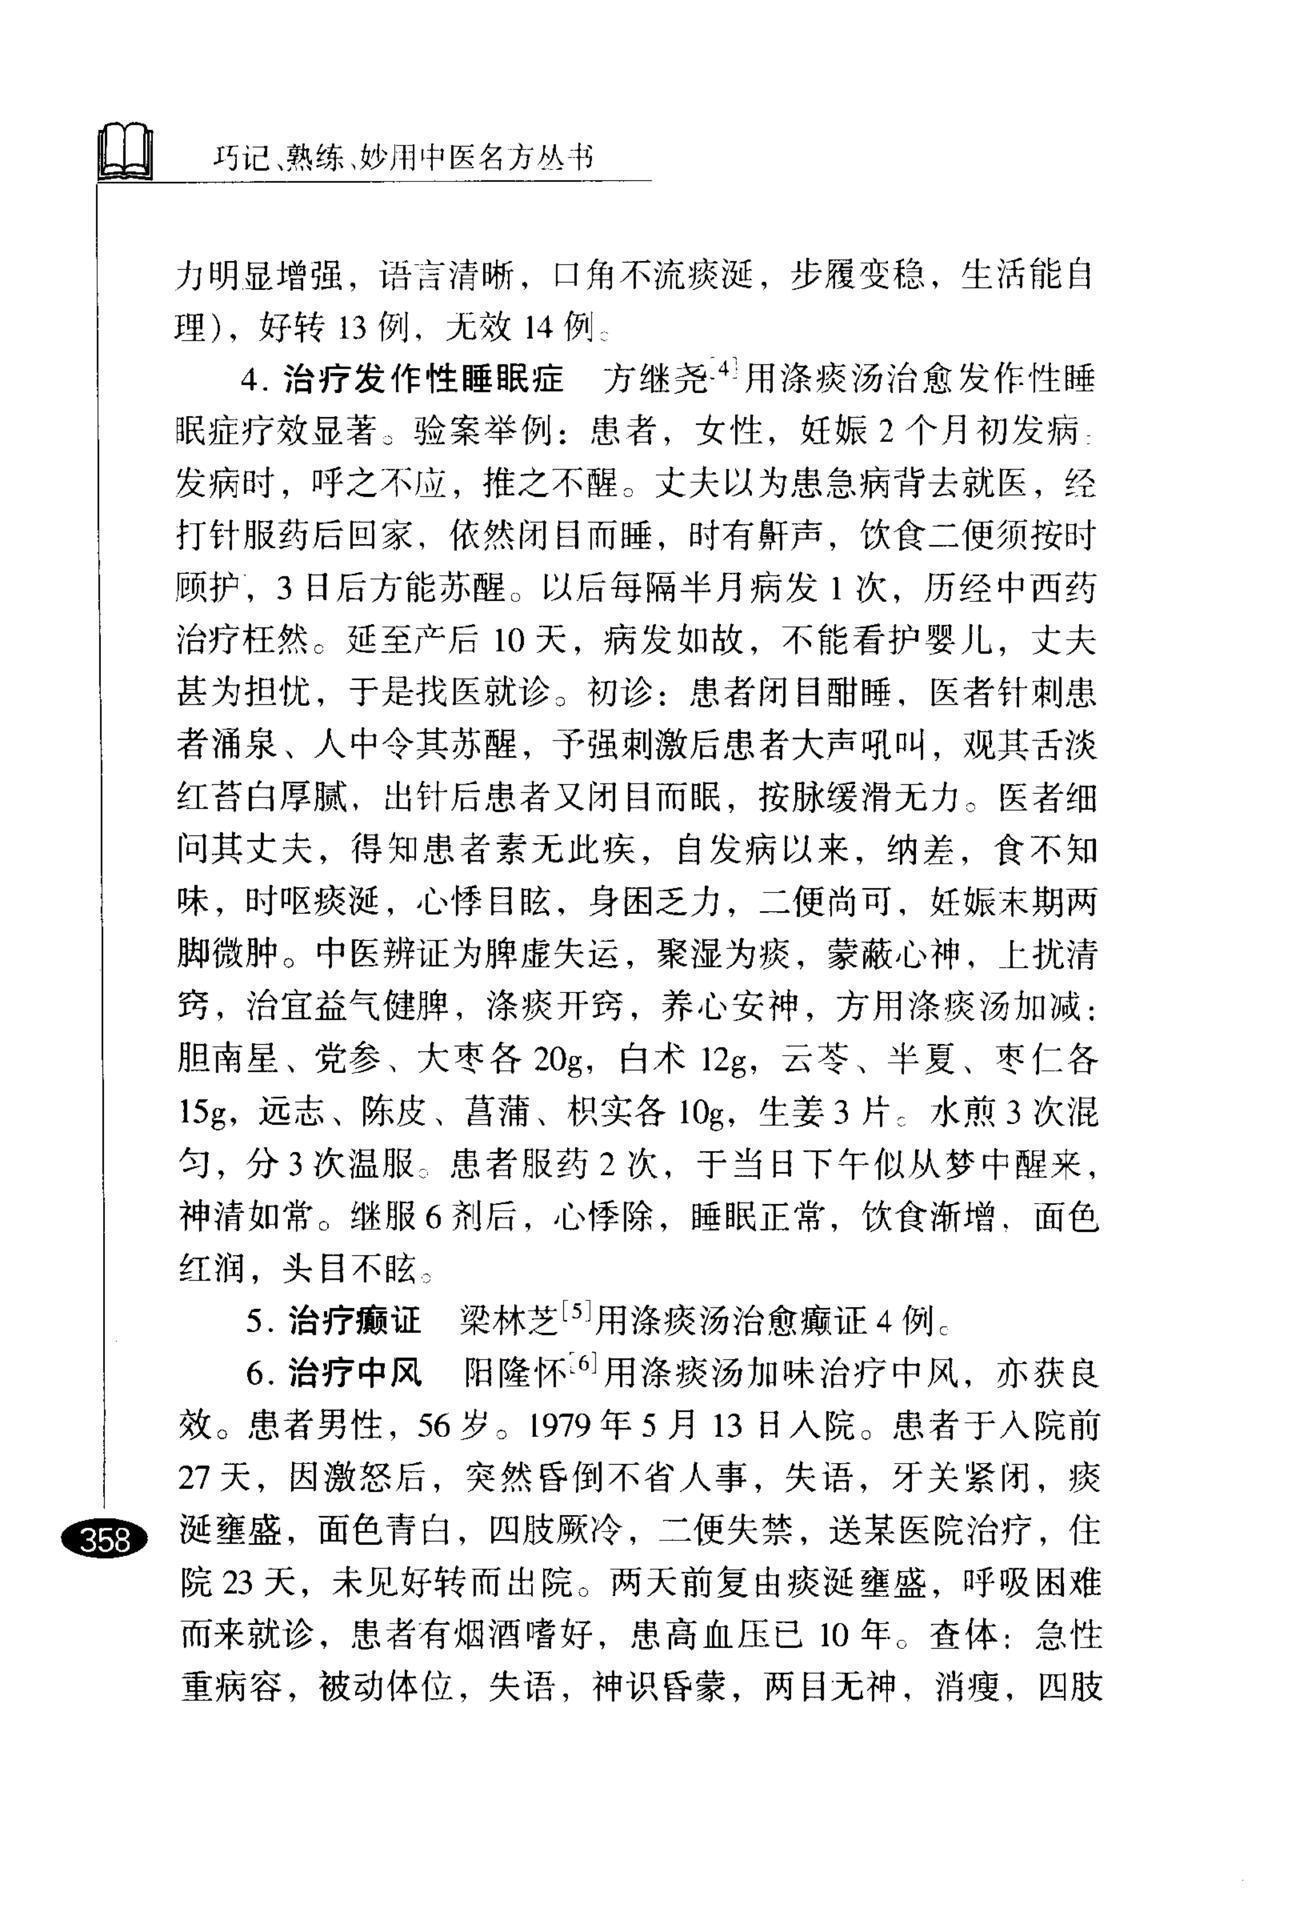 巧记、熟练、妙用中医名方丛书
力明显增强，语言清晰，口角不流痰涎，步履变稳，生活能自
理），好转 13 例，无效 14 例。
4. 治疗发作性睡眠症　方继尧[4]用涤痰汤治愈发作性睡
眠症疗效显著。验案举例：患者，女性，妊娠 2 个月初发病。
发病时，呼之不应，推之不醒。丈夫以为患急病背去就医，经
打针服药后回家，依然闭目而睡，时有鼾声，饮食二便须按时
顾护，3 日后方能苏醒。以后每隔半月病发 1 次，历经中西药
治疗枉然。延至产后 10 天，病发如故，不能看护婴儿，丈夫
甚为担忧，于是找医就诊。初诊：患者闭目酣睡，医者针刺患
者涌泉、人中令其苏醒，予强刺激后患者大声吼叫，观其舌淡
红苔白厚腻，出针后患者又闭目而眠，按脉缓滑无力。医者细
问其丈夫，得知患者素无此疾，自发病以来，纳差，食不知
味，时呕痰涎，心悸目眩，身困乏力，二便尚可，妊娠末期两
脚微肿。中医辨证为脾虚失运，聚湿为痰，蒙蔽心神，上扰清
窍，治宜益气健脾，涤痰开窍，养心安神，方用涤痰汤加减：
胆南星、党参、大枣各 20g，白术 12g，云苓、半夏、枣仁各
15g，远志、陈皮、菖蒲、枳实各 10g，生姜 3 片。水煎 3 次混
匀，分 3 次温服。患者服药 2 次，于当日下午似从梦中醒来，
神清如常。继服 6 剂后，心悸除，睡眠正常，饮食渐增，面色
红润，头目不眩。
5. 治疗癫证　梁林芝[5]用涤痰汤治愈癫证 4 例。
6. 治疗中风　阳隆怀[6]用涤痰汤加味治疗中风，亦获良
效。患者男性，56 岁。1979 年 5 月 13 日入院。患者于入院前
27 天，因激怒后，突然昏倒不省人事，失语，牙关紧闭，痰
涎壅盛，面色青白，四肢厥冷，二便失禁，送某医院治疗，住
院 23 天，未见好转而出院。两天前复由痰涎壅盛，呼吸困难
而来就诊，患者有烟酒嗜好，患高血压已 10 年。查体：急性
重病容，被动体位，失语，神识昏蒙，两目无神，消瘦，四肢
358